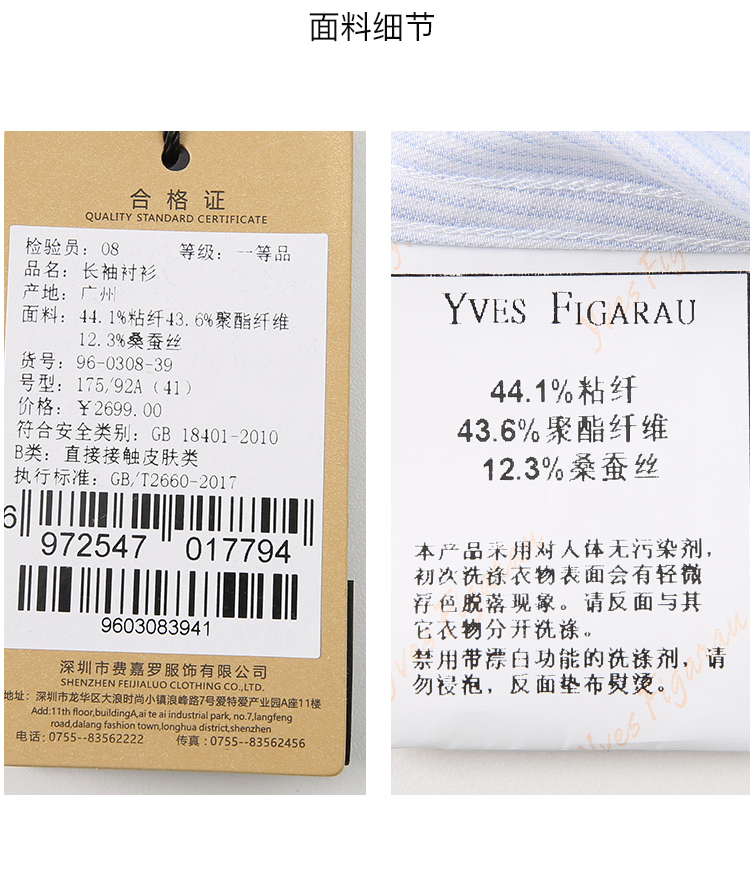 面料细节
合格证
QUALITY STANDARD CERTIFICATE
检验员：08 等级：一等品
品名：长袖衬衫
产地：广州
面料：44.1%粘纤43.6%聚酯纤维
12.3%桑蚕丝
货号：96-0308-39
号型：175/92A（41）
价格：￥2699.00
符合安全类别：GB 18401-2010
B类：直接接触皮肤类
执行标准：GB/T2660-2017
6 972547 017794
9603083941
深圳市费嘉罗服饰有限公司
SHENZHEN FEIJIALUO CLOTHING CO.,LTD.
地址：深圳市龙华区大浪时尚小镇浪峰路7号爱特爱产业园A座11楼
Add:11th floor,buildingA,ai te ai industrial park, no.7,langfeng
road,dalang fashion town,longhua district,shenzhen
电话：0755--83562222 传真：0755--83562456
YVES FIGARAU
44.1%粘纤
43.6%聚酯纤维
12.3%桑蚕丝
本产品采用对人体无污染剂，
初次洗涤衣物表面会有轻微
浮色脱落现象。请反面与其
它衣物分开洗涤。
禁用带漂白功能的洗涤剂，请
勿浸泡，反面垫布熨烫。
Yves Figarau
Yves Figarau
Yves Figarau